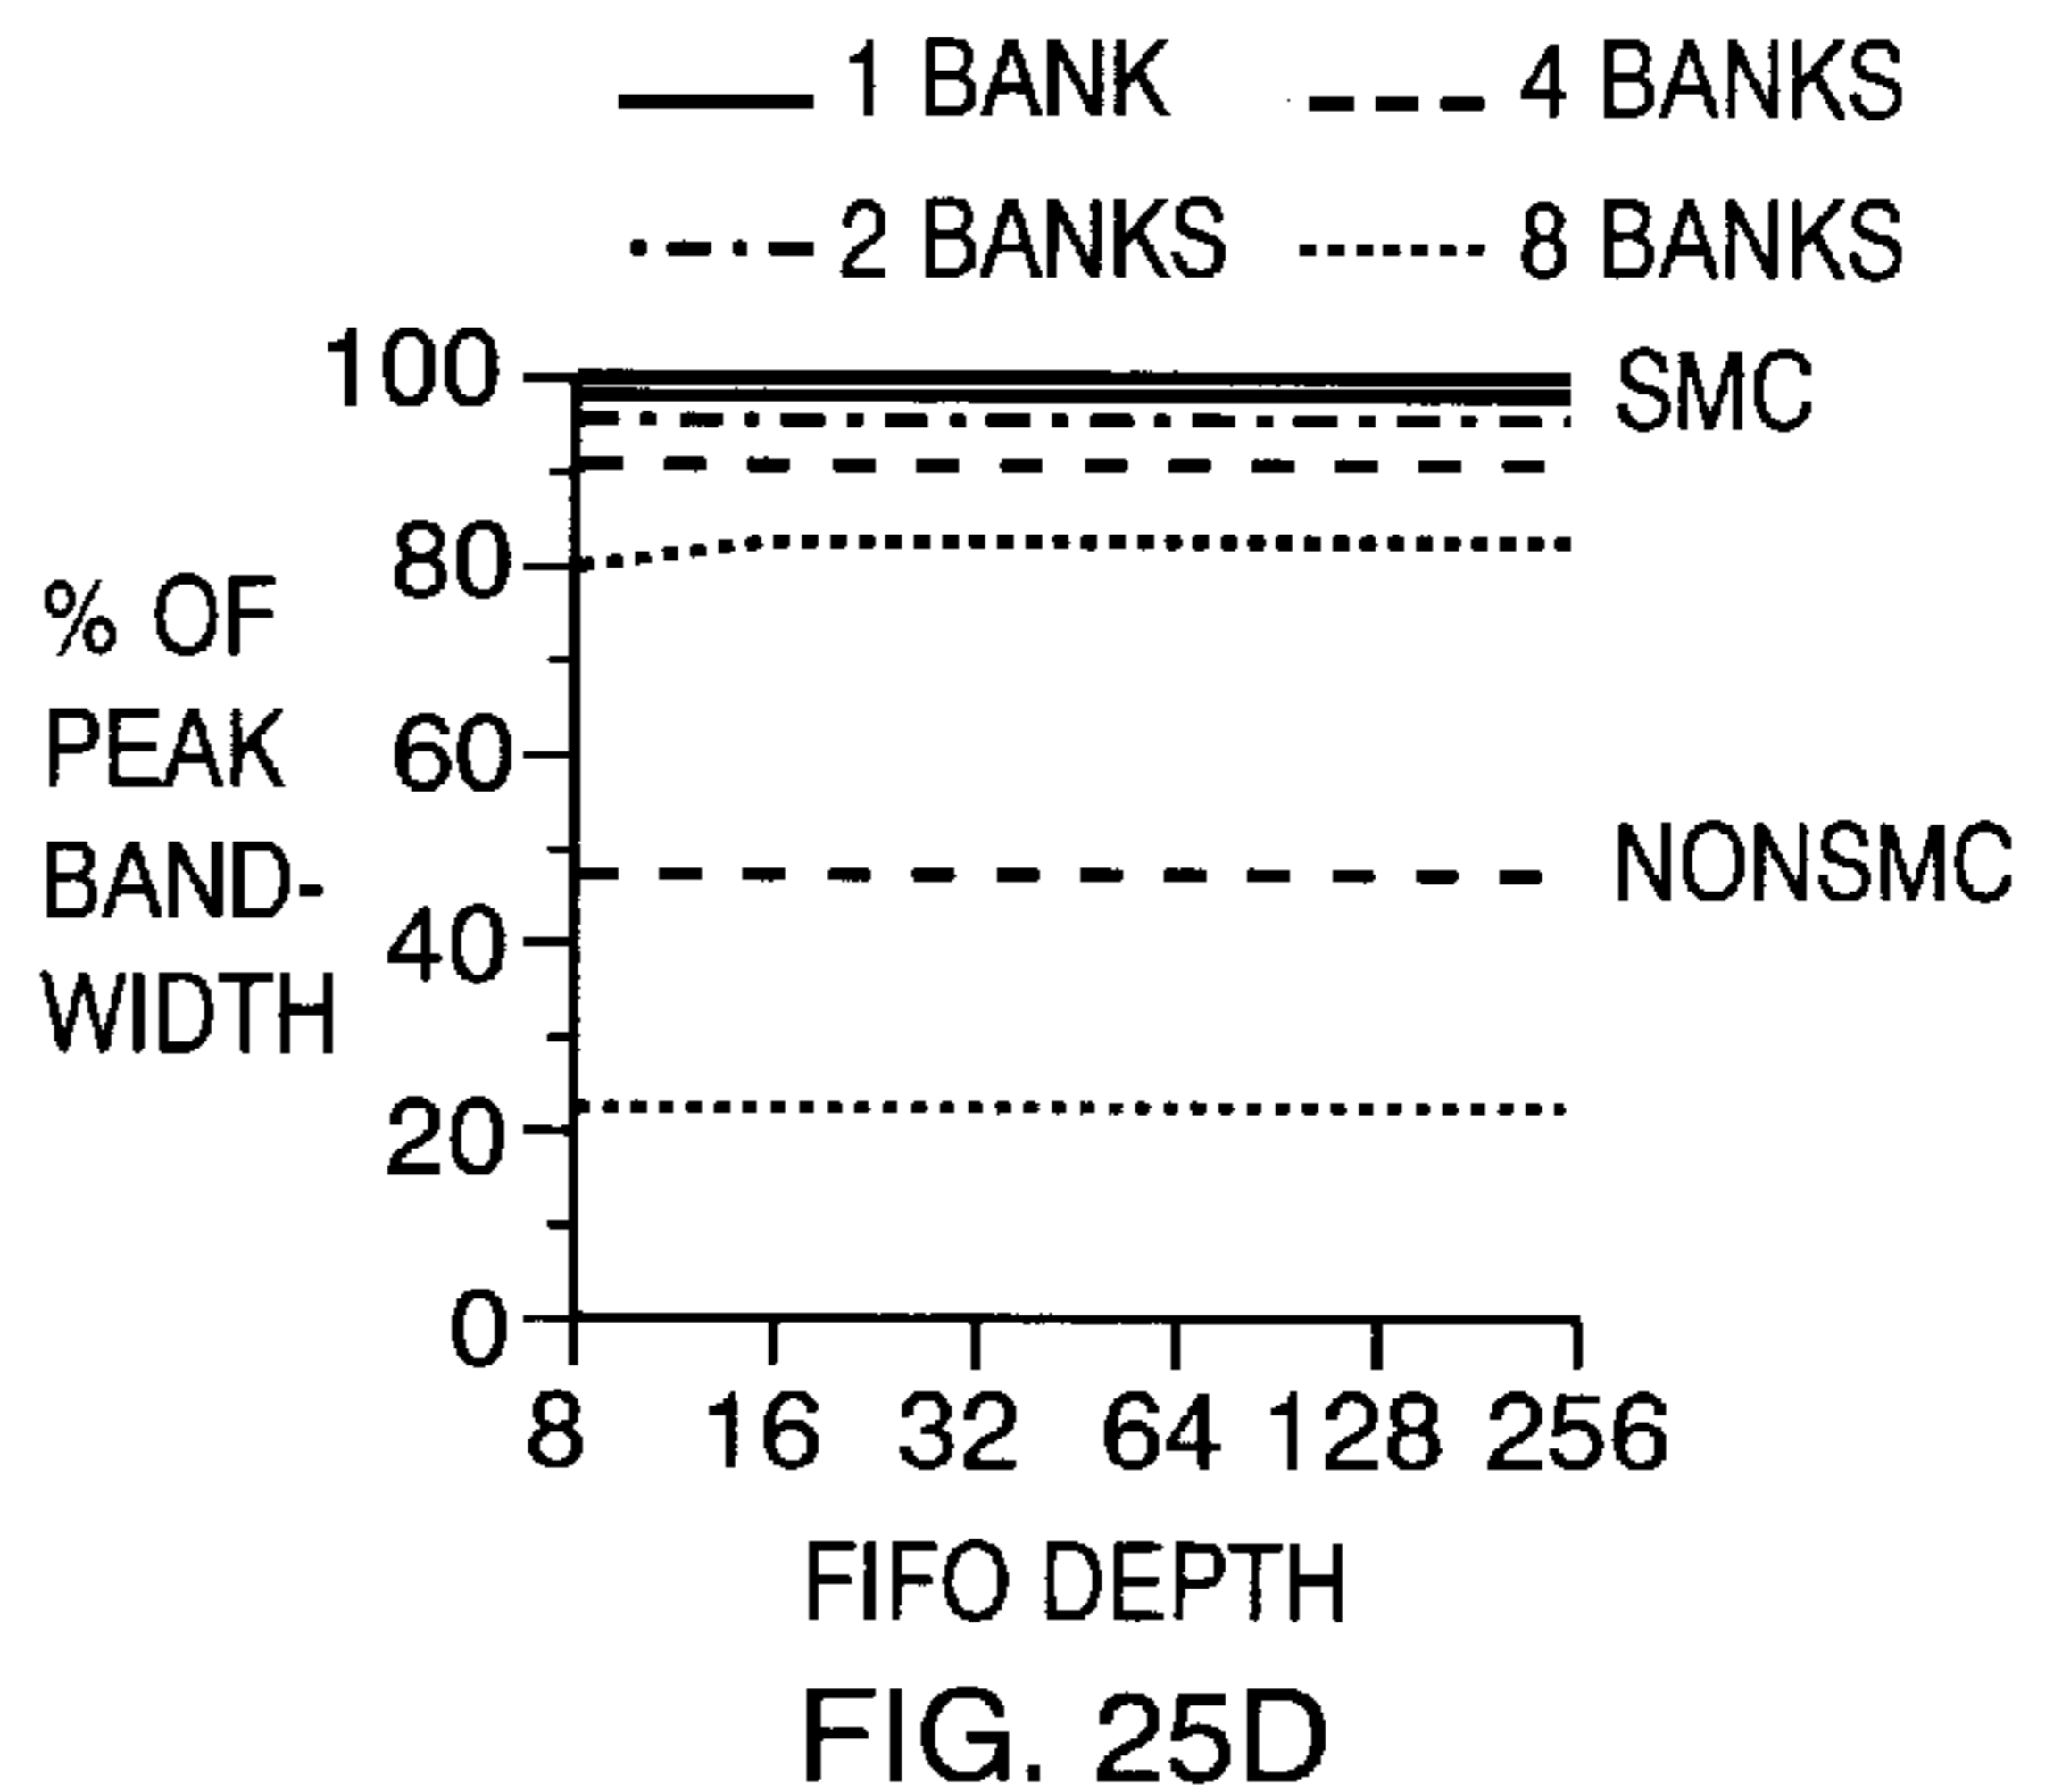 1 BANK
4 BANKS
2 BANKS
8 BANKS
100
80
60
40
20
0
% OF
PEAK
BAND-
WIDTH
SMC
NONSMC
8 16 32 64 128 256
FIFO DEPTH
FIG. 25D